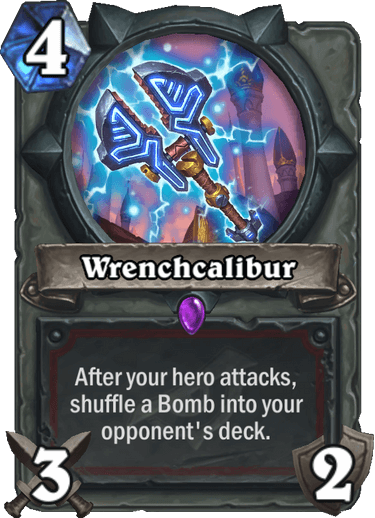 4
Wrenchcalibur
After your hero attacks,
shuffle a Bomb into your
opponent's deck.
3
2